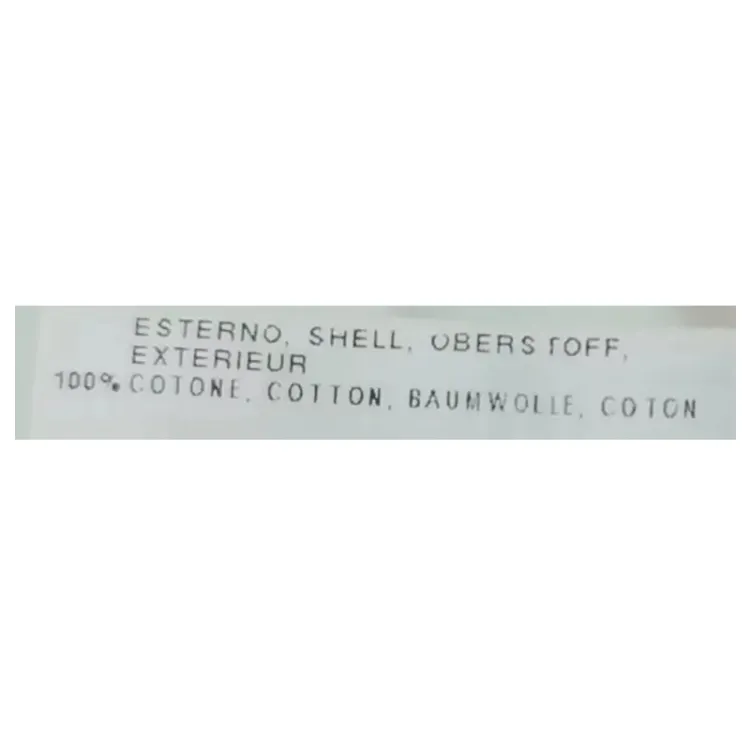 ESTERNO, SHELL, OBERSTOFF,
EXTERIEUR
100% COTONE, COTTON, BAUMWOLLE, COTON